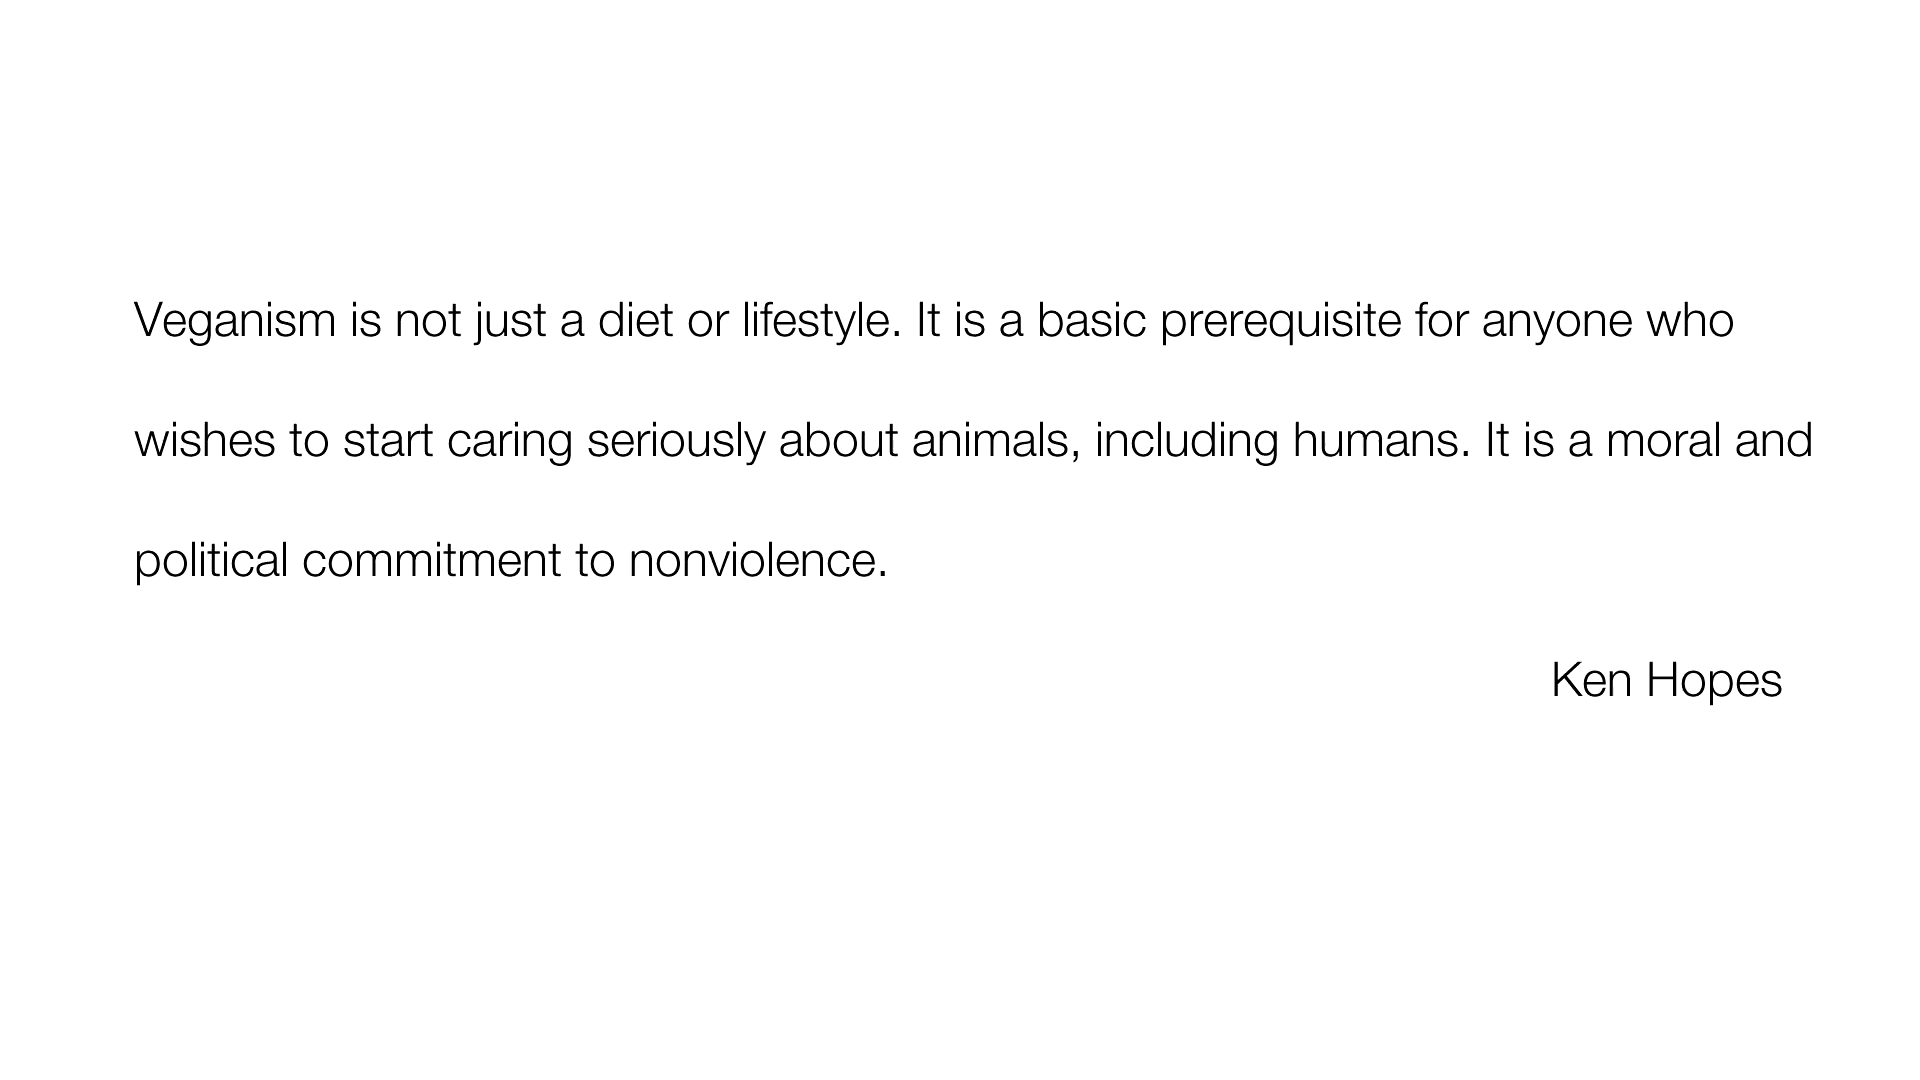 Veganism is not just a diet or lifestyle. It is a basic prerequisite for anyone who
wishes to start caring seriously about animals, including humans. It is a moral and
political commitment to nonviolence.
Ken Hopes